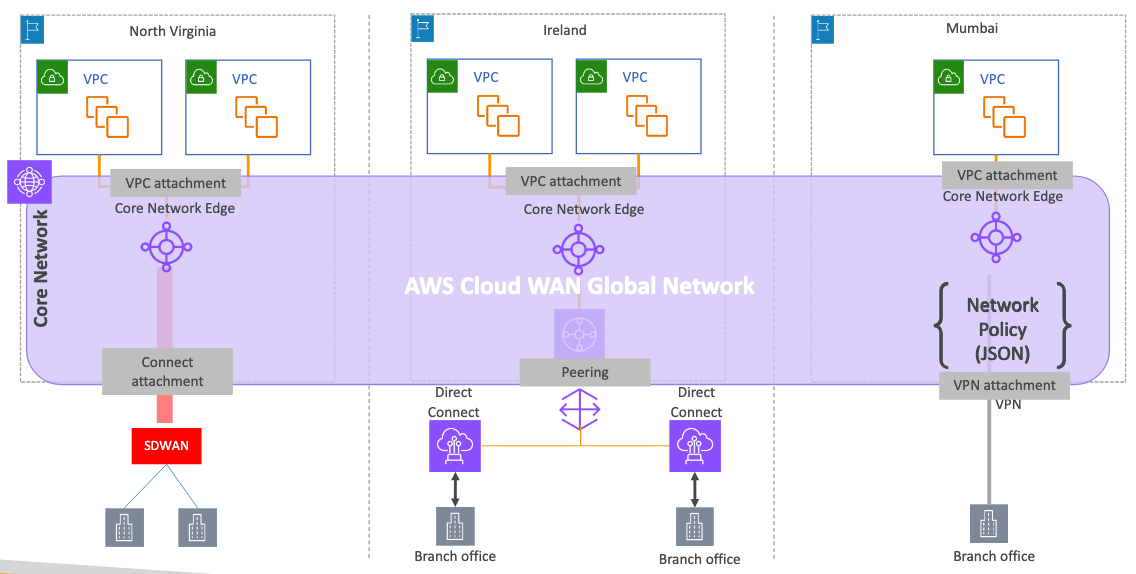 North Virginia
Ireland
Mumbai
VPC
VPC
VPC
VPC
VPC
VPC attachment
VPC attachment
VPC attachment
Core Network Edge
Core Network Edge
Core Network Edge
Core Network
AWS Cloud WAN Global Network
{ Network
Policy
(JSON) }
Connect
attachment
Peering
VPN attachment
VPN
Direct
Connect
Direct
Connect
SDWAN
Branch office
Branch office
Branch office